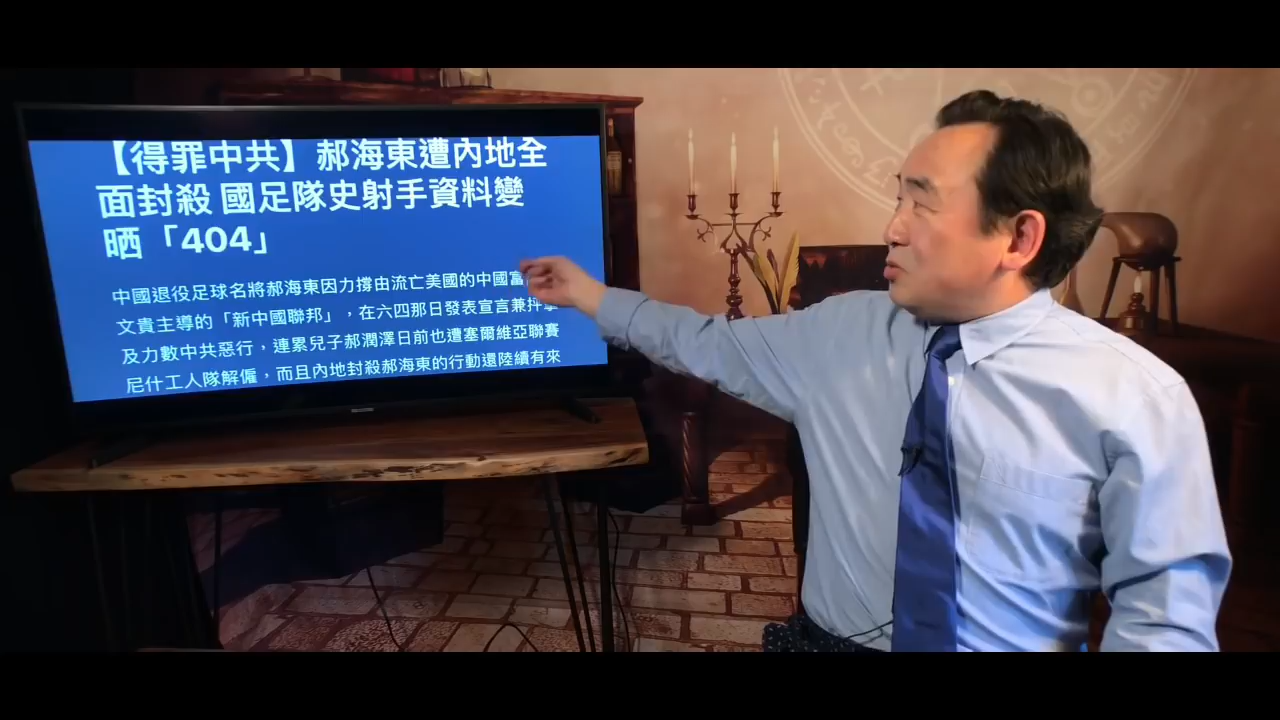 【得罪中共】郝海東遭內地全
面封殺 國足隊史射手資料變
晒「404」
中國退役足球名將郝海東因力撐由流亡美國的中國富
文貴主導的「新中國聯邦」，在六四那日發表宣言兼抨擊
及力數中共惡行，連累兒子郝潤澤日前也遭塞爾維亞聯賽
尼什工人隊解僱，而且內地封殺郝海東的行動還陸續有來